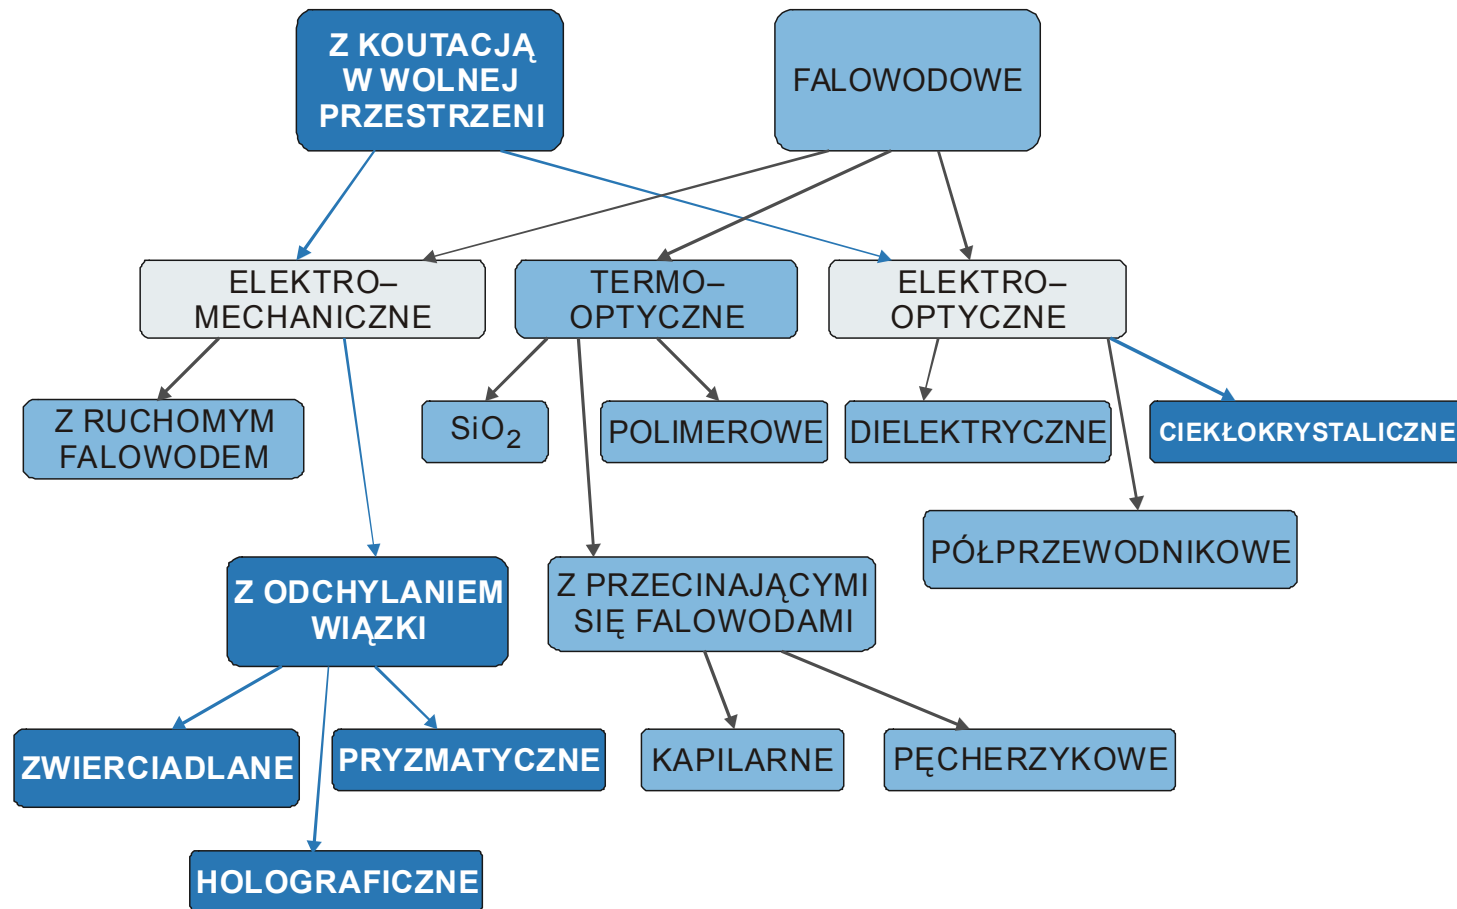 Z KOUTACJĄ
W WOLNEJ
PRZESTRZENI
FALOWODOWE
ELEKTRO–
MECHANICZNE
TERMO–
OPTYCZNE
ELEKTRO-
OPTYCZNE
Z RUCHOMYM
FALOWODEM
SiO2
POLIMEROWE
DIELEKTRYCZNE
CIEKŁOKRYSTALICZNE
PÓŁPRZEWODNIKOWE
Z ODCHYLANIEM
WIĄZKI
Z PRZECINAJĄCYMI
SIĘ FALOWODAMI
ZWIERCIADLANE
PRYZMATYCZNE
KAPILARNE
PĘCHERZYKOWE
HOLOGRAFICZNE